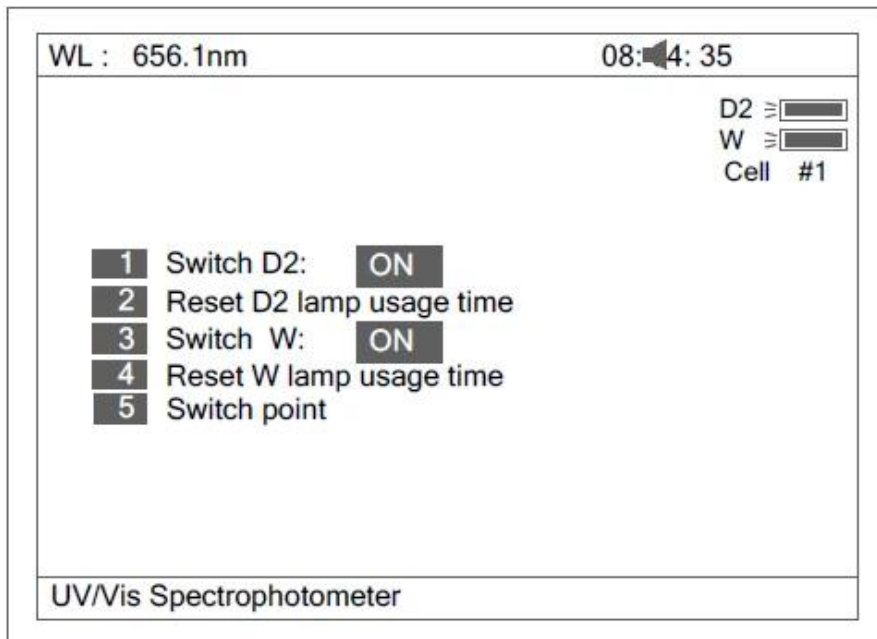 WL : 656.1nm
08: 4: 35
D2
W
Cell #1
1 Switch D2: ON
2 Reset D2 lamp usage time
3 Switch W: ON
4 Reset W lamp usage time
5 Switch point
UV/Vis Spectrophotometer